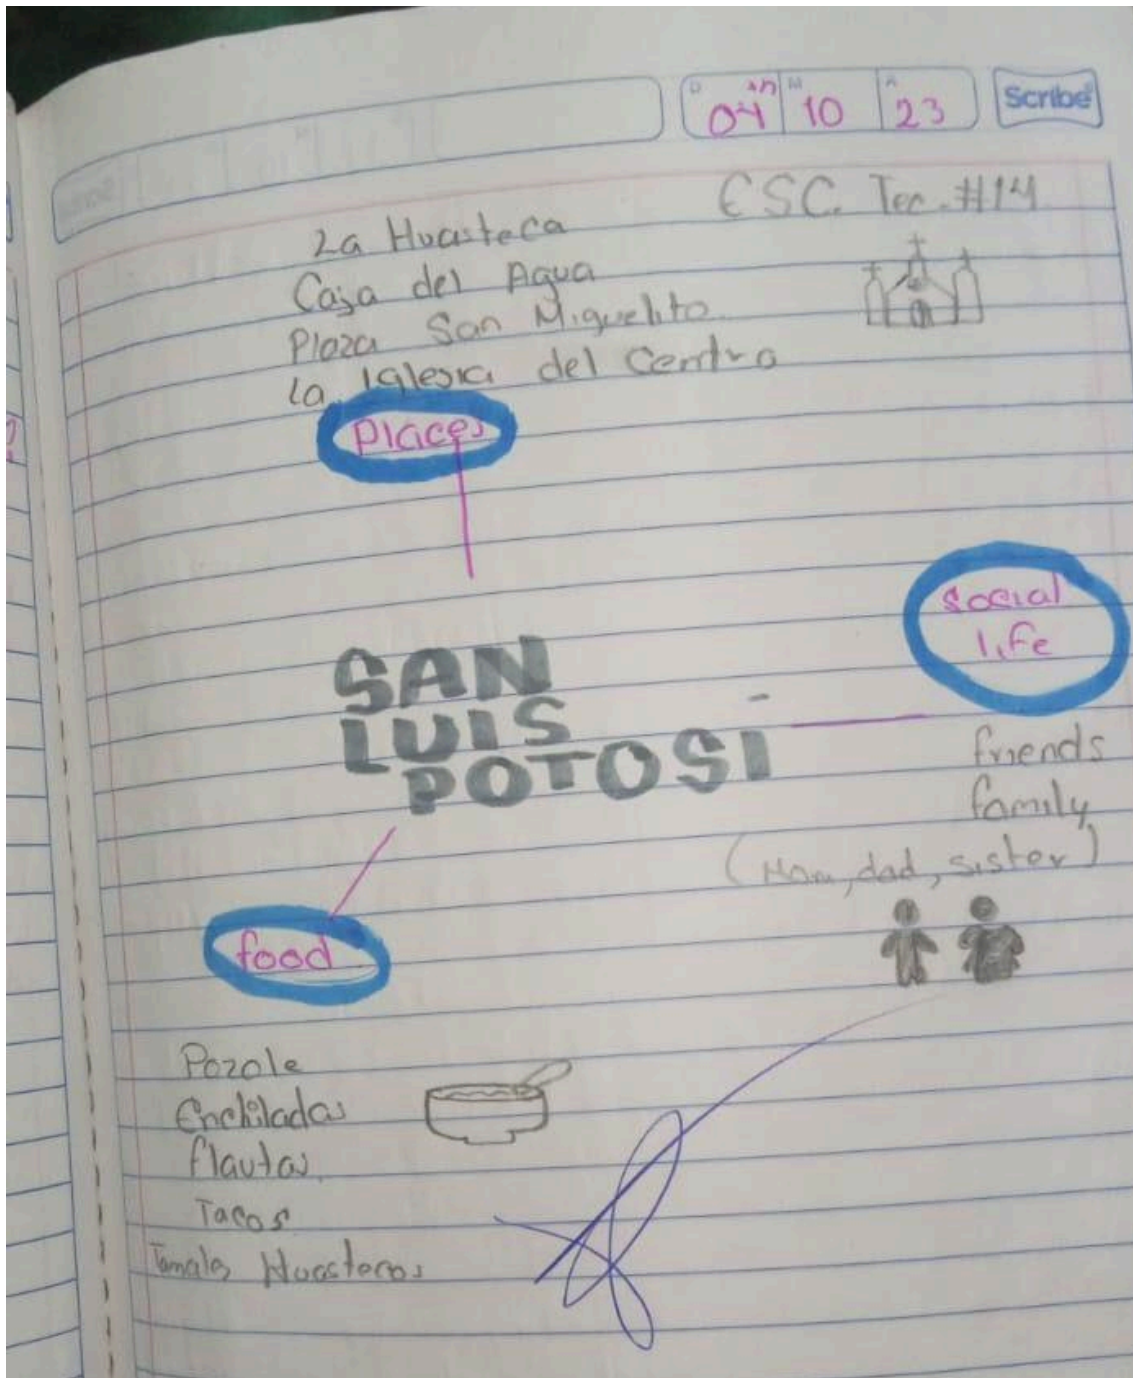 D 04 M 10 A 23 Scribe
ESC. Tec. #14
La Huasteca
Caja del Agua
Plaza San Miguelito
La Iglesia del Centro
Places
Social
life
SAN
LUIS
POTOSÍ
friends
family
(Mom, dad, sister)
food
Pozole
Enchiladas
flautas
Tacos
Tamales Huastecos